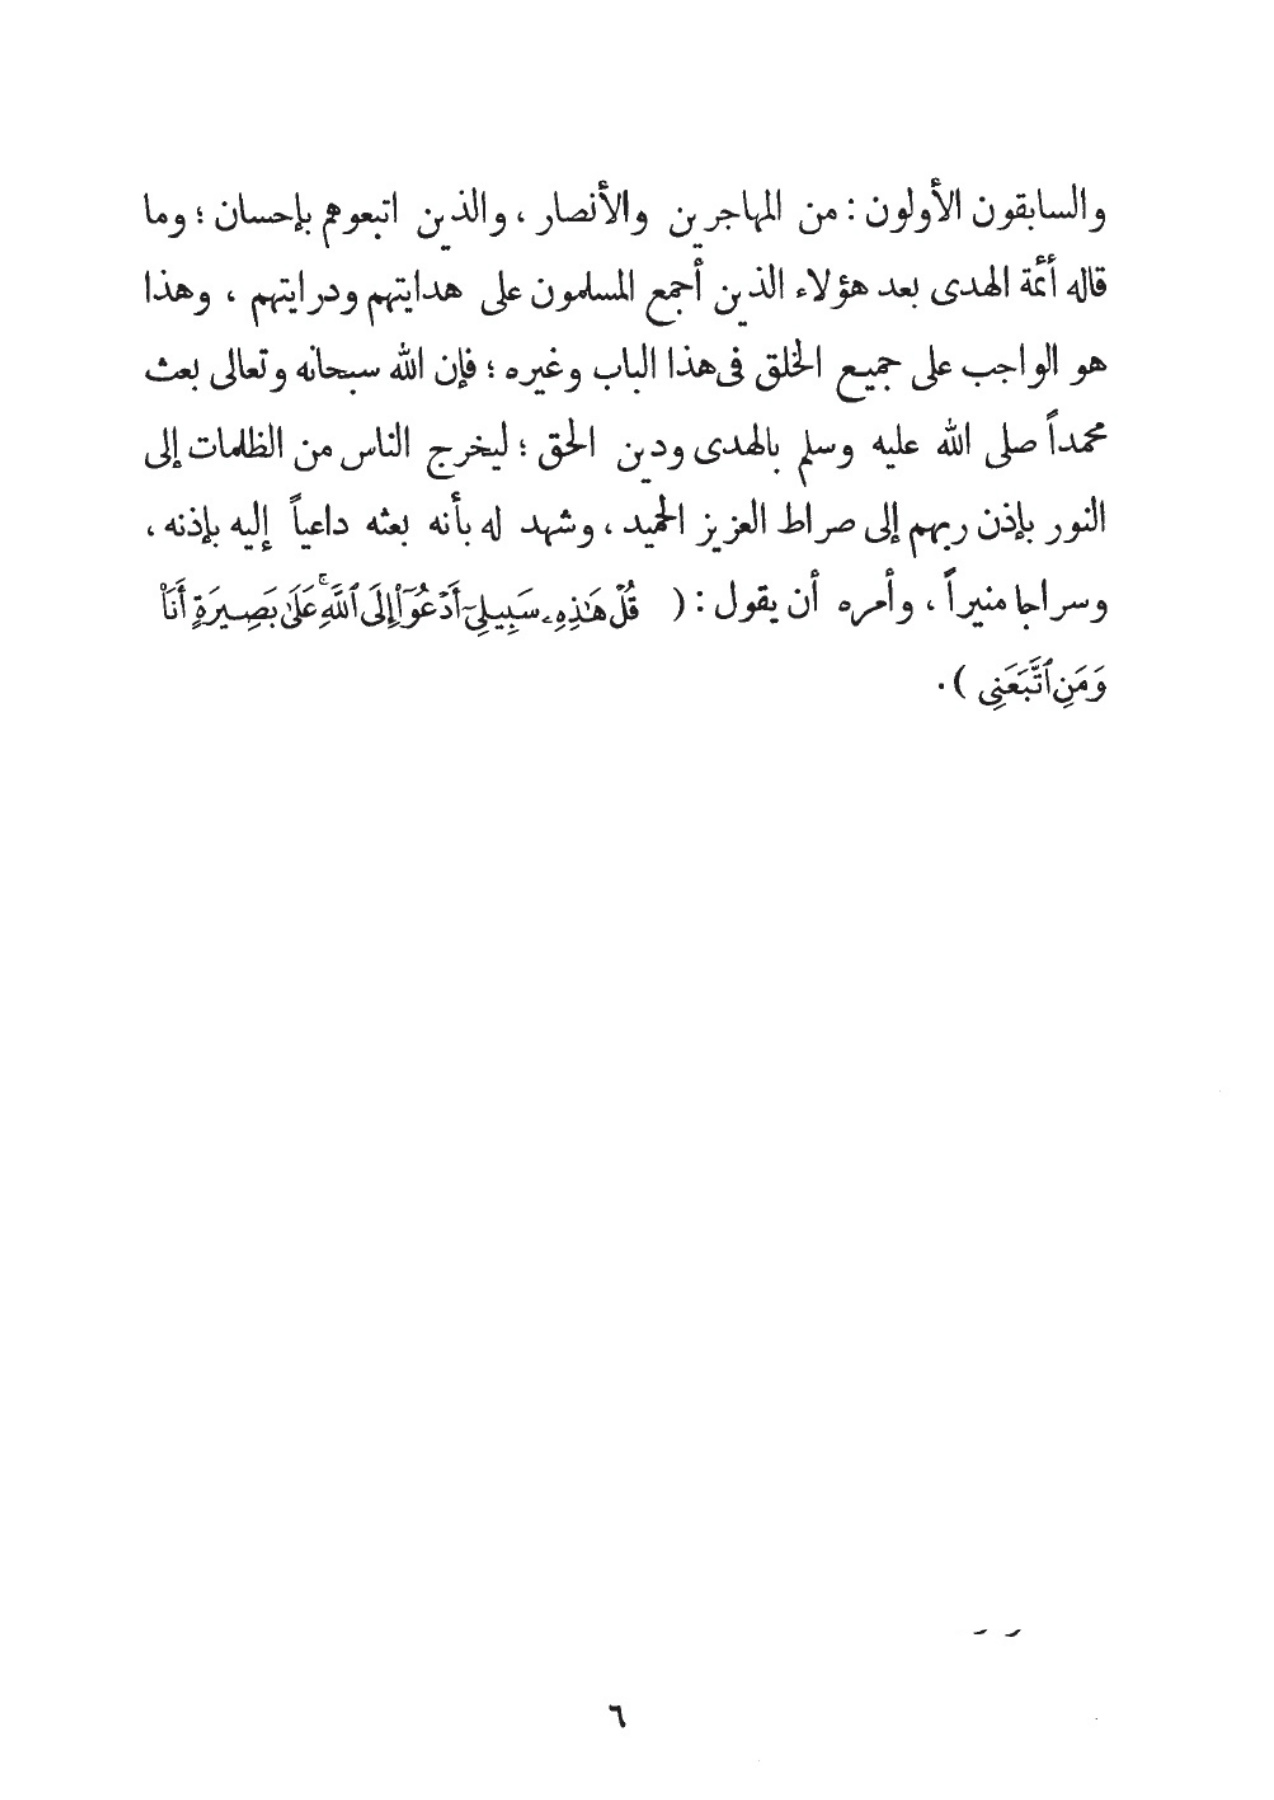 والسابقون الأولون : من المهاجرين والأنصار ، والذين اتبعوهم بإحسان ؛ وما
قاله أئمة الهدى بعد هؤلاء الذين أجمع المسلمون على هدايتهم ودرايتهم ، وهذا
هو الواجب على جميع الخلق فى هذا الباب وغيره ؛ فإن الله سبحانه وتعالى بعث
محمداً صلى الله عليه وسلم بالهدى ودين الحق ؛ ليخرج الناس من الظلمات إلى
النور بإذن ربهم إلى صراط العزيز الحميد ، وشهد له بأنه بعثه داعياً إليه بإذنه ،
وسراجا منيراً ، وأمره أن يقول : ( قُلْ هَٰذِهِۦ سَبِيلِىٓ أَدْعُوٓا۟ إِلَى ٱللَّهِ ۚ عَلَىٰ بَصِيرَةٍ أَنَا۠
وَمَنِ ٱتَّبَعَنِى ) .
٦